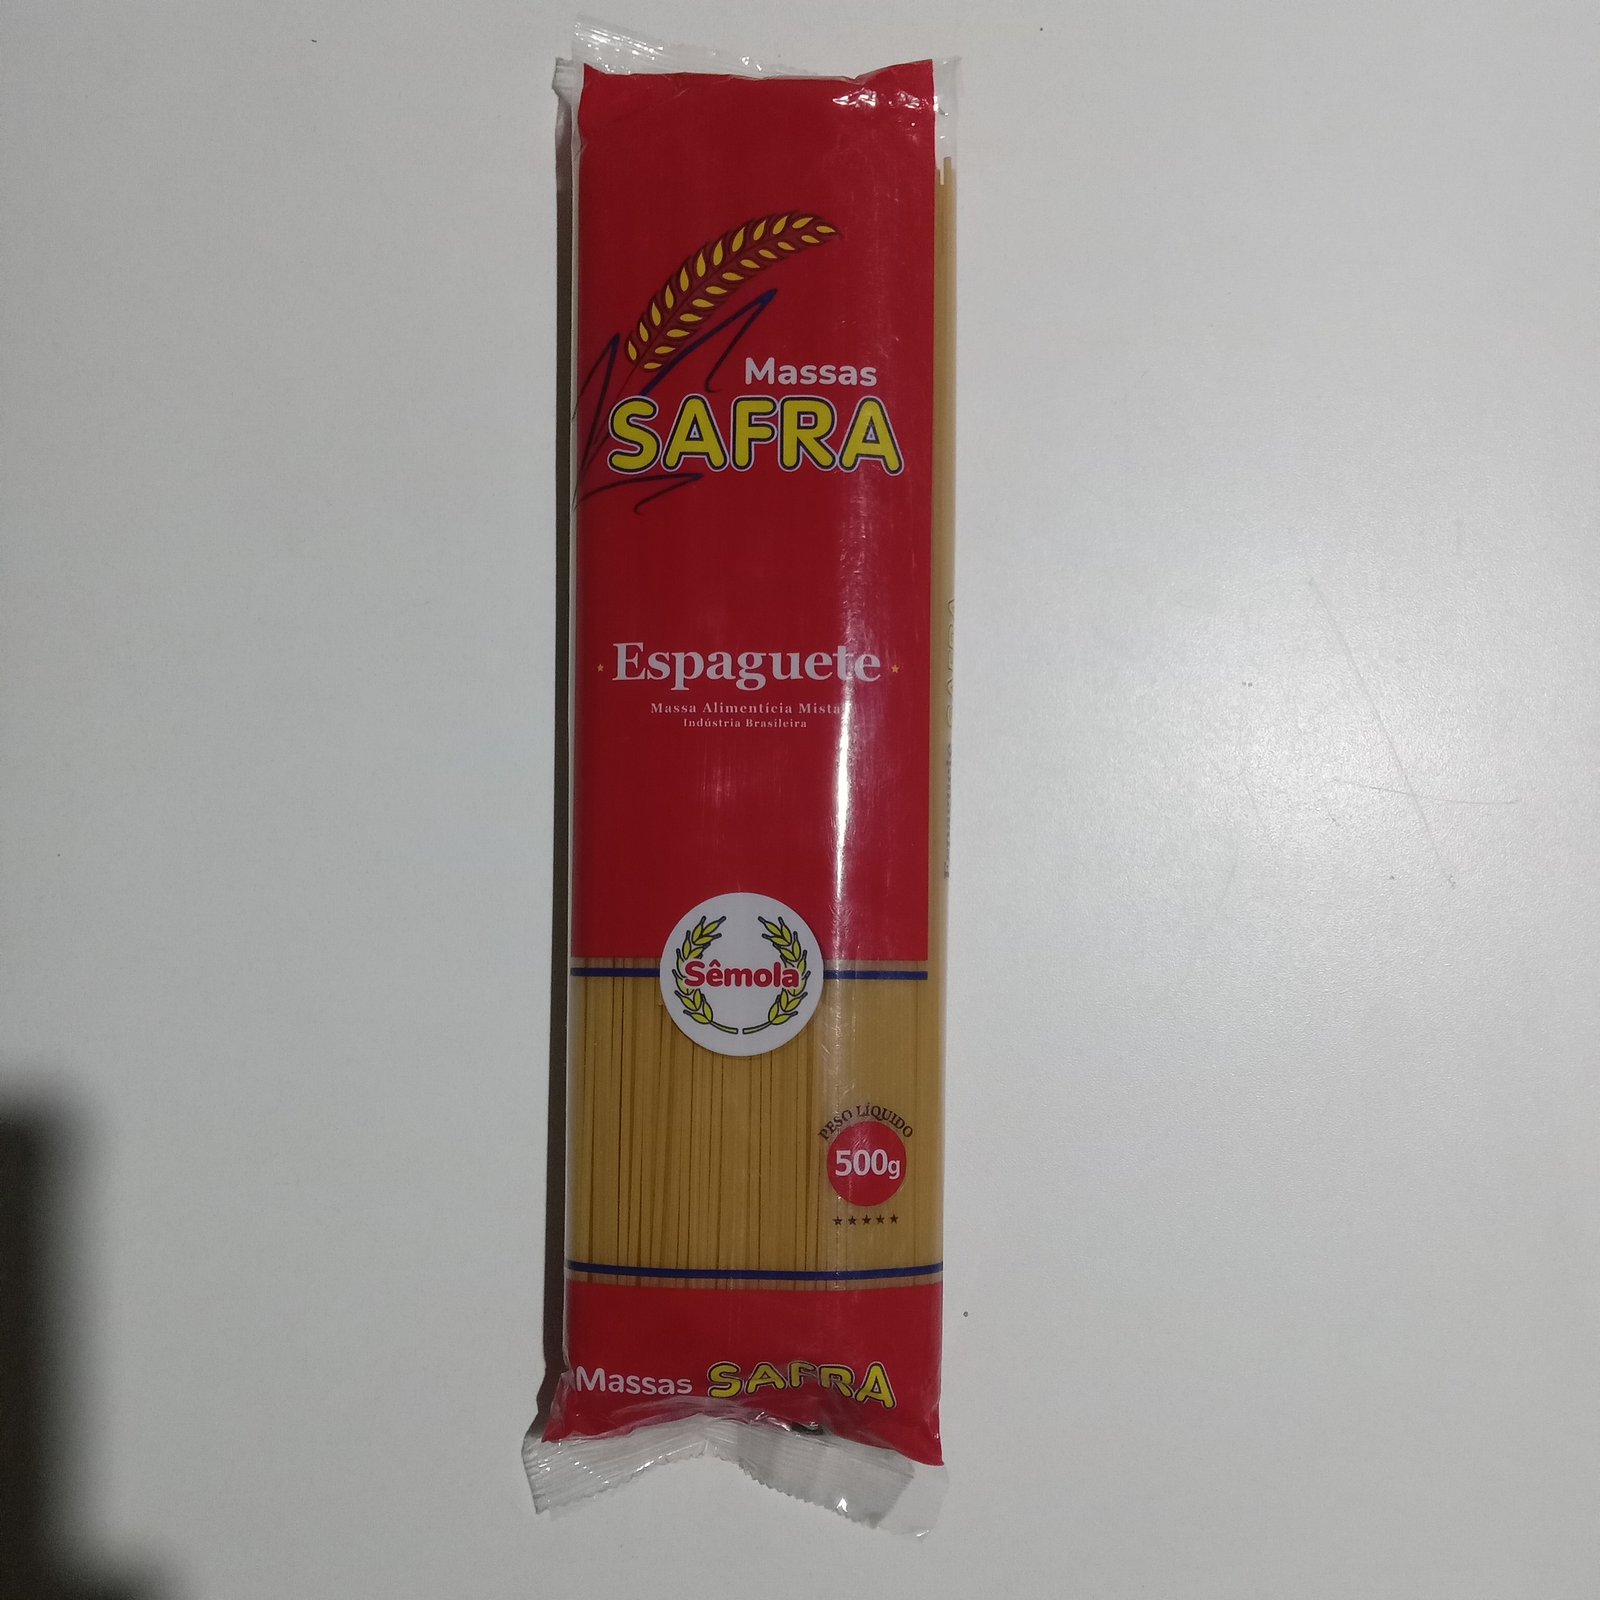 Massas
SAFRA
Espaguete
Massa Alimentícia Mista
Indústria Brasileira
Sêmola
PESO LÍQUIDO
500g
Massas SAFRA